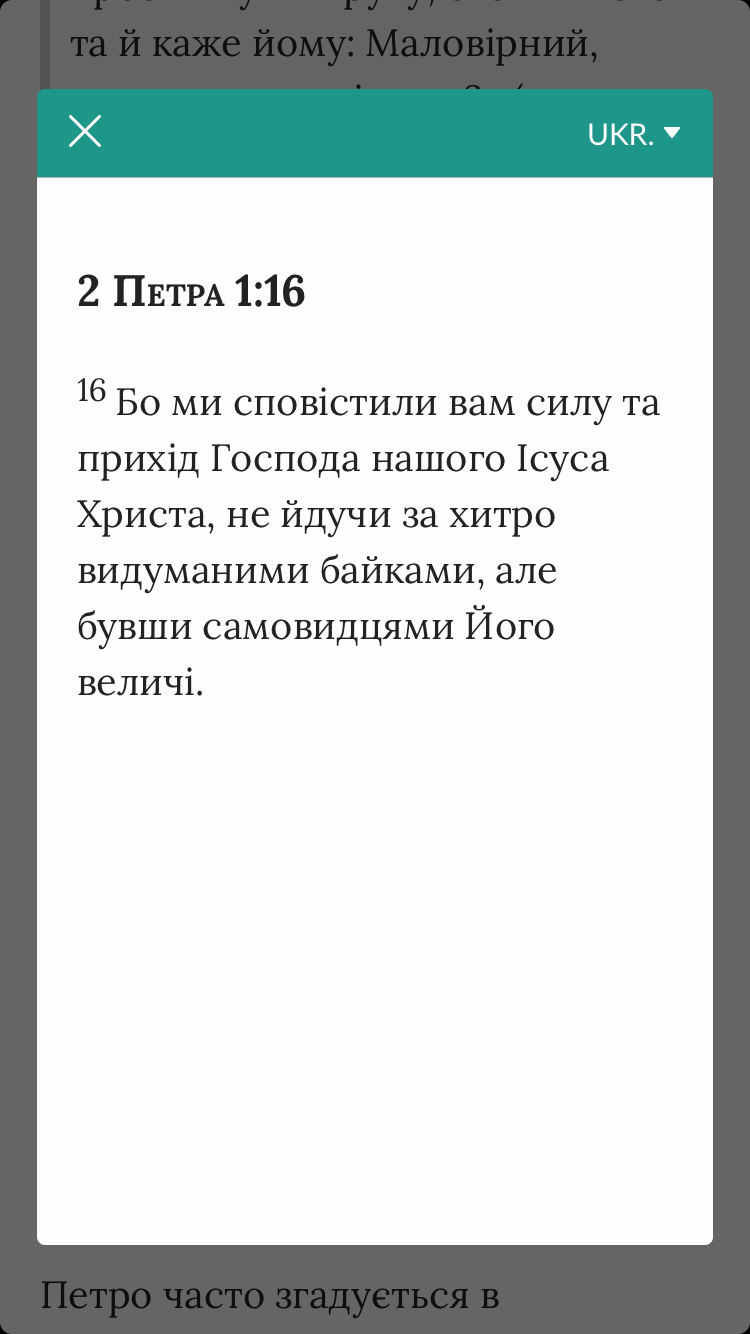 та й каже йому: Маловірний,
UKR.
2 Петра 1:16
16 Бо ми сповістили вам силу та
прихід Господа нашого Ісуса
Христа, не йдучи за хитро
видуманими байками, але
бувши самовидцями Його
величі.
Петро часто згадується в